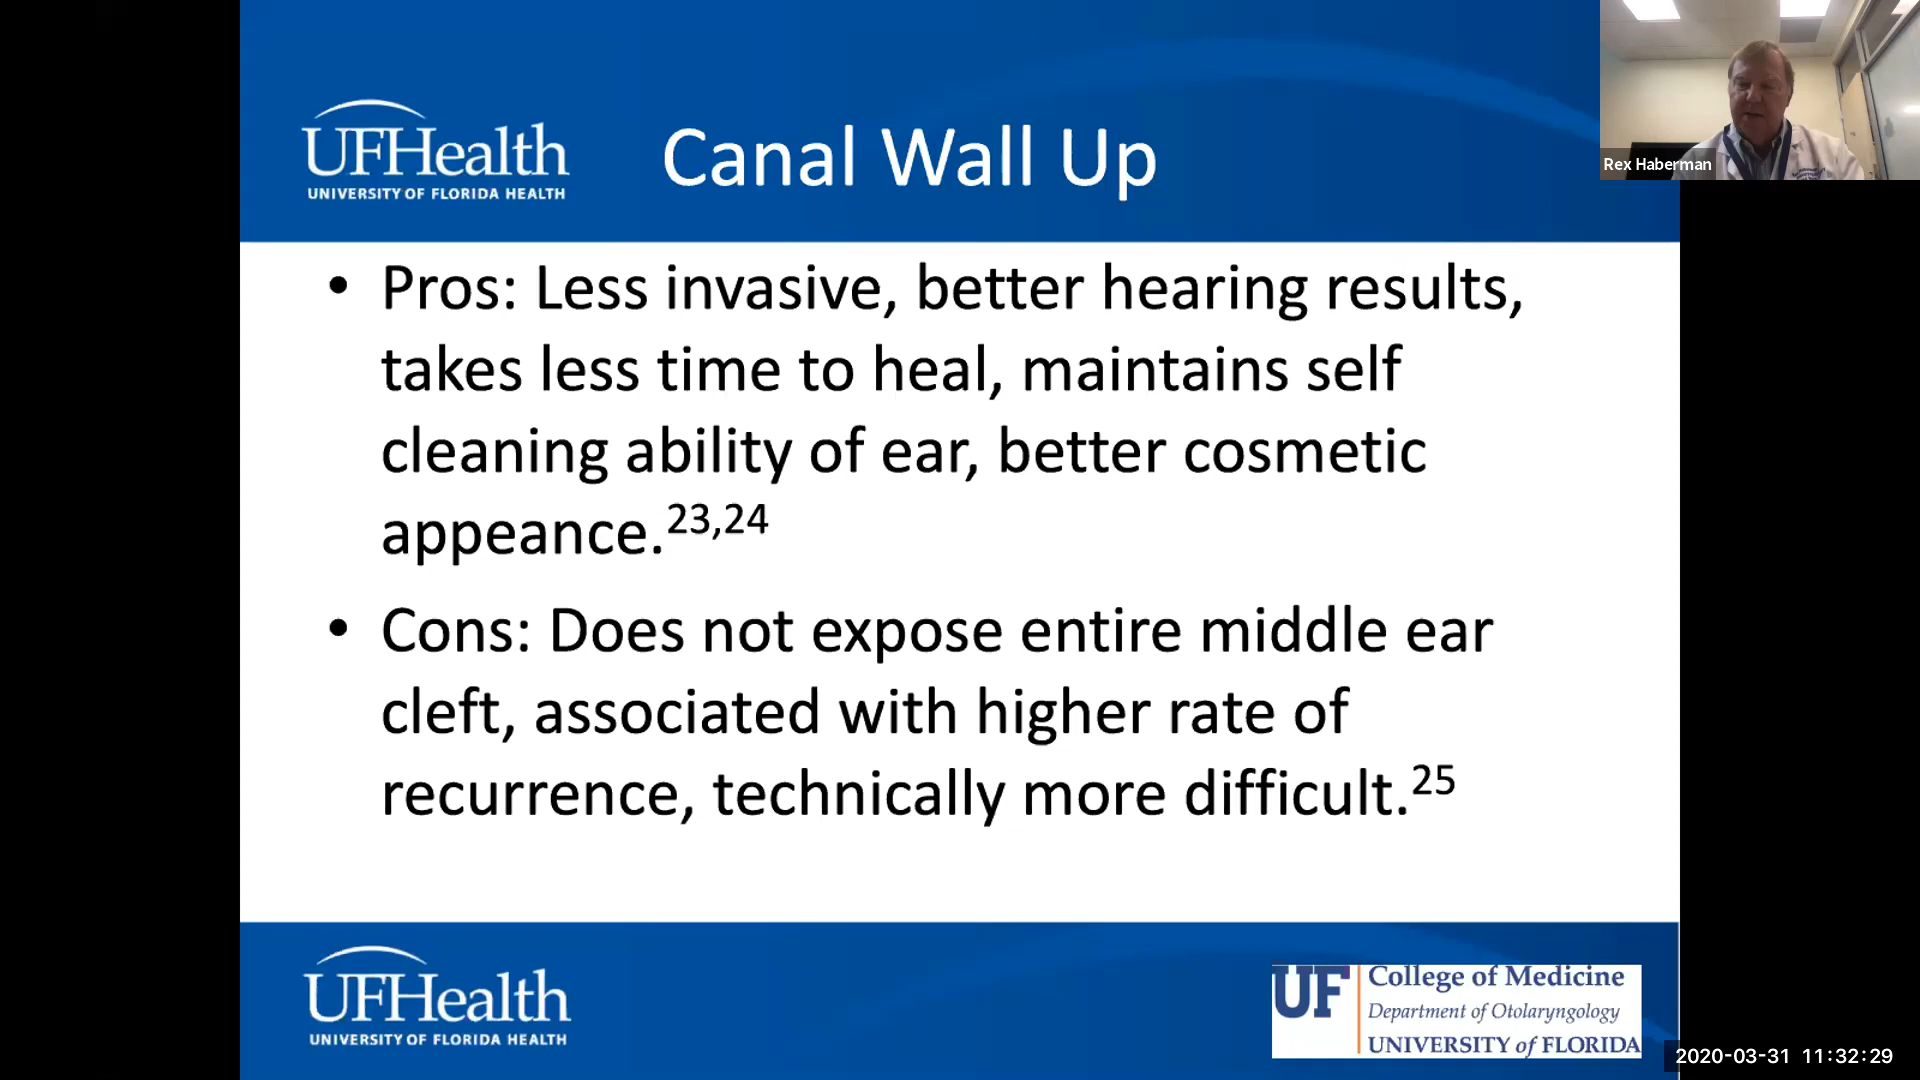 UFHealth
UNIVERSITY OF FLORIDA HEALTH
Canal Wall Up
Rex Haberman
• Pros: Less invasive, better hearing results,
takes less time to heal, maintains self
cleaning ability of ear, better cosmetic
appeance.23,24
• Cons: Does not expose entire middle ear
cleft, associated with higher rate of
recurrence, technically more difficult.25
UFHealth
UNIVERSITY OF FLORIDA HEALTH
UF
College of Medicine
Department of Otolaryngology
UNIVERSITY of FLORIDA
2020-03-31 11:32:29